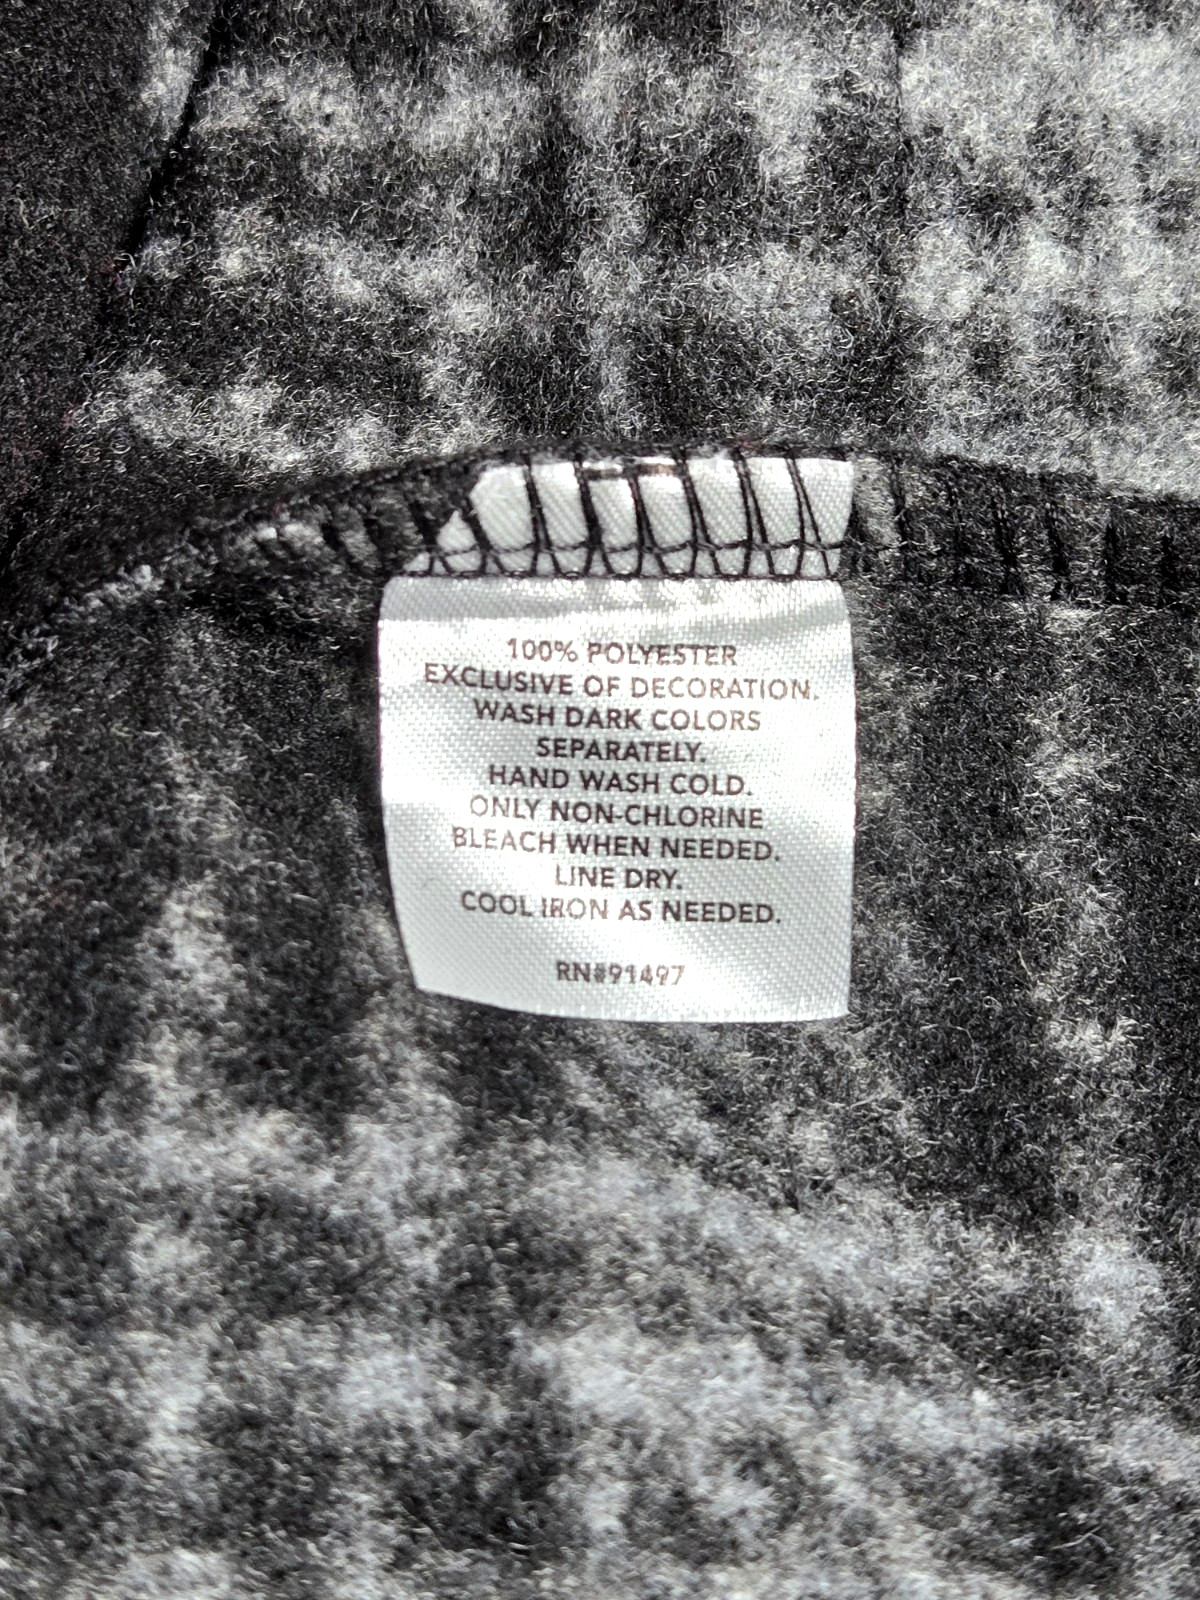 100% POLYESTER
EXCLUSIVE OF DECORATION.
WASH DARK COLORS
SEPARATELY.
HAND WASH COLD.
ONLY NON-CHLORINE
BLEACH WHEN NEEDED.
LINE DRY.
COOL IRON AS NEEDED.
RN#91497